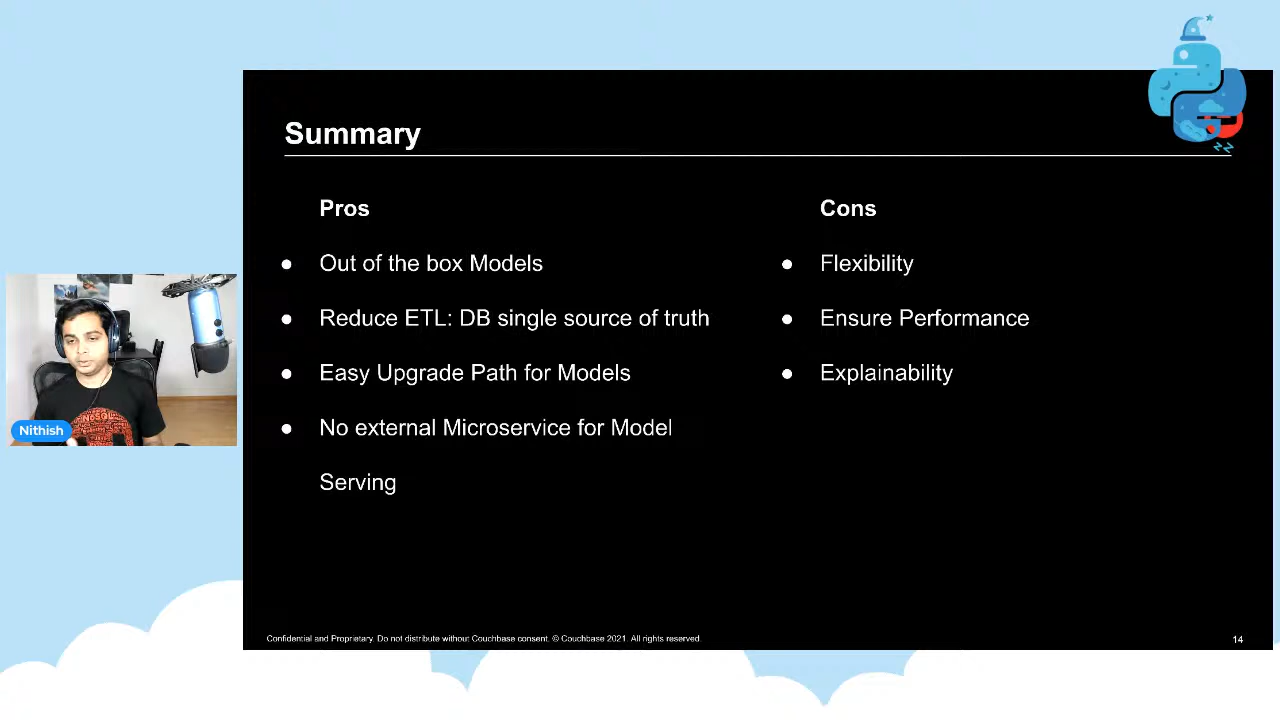 Summary
Pros
● Out of the box Models
● Reduce ETL: DB single source of truth
● Easy Upgrade Path for Models
● No external Microservice for Model
Serving
Cons
● Flexibility
● Ensure Performance
● Explainability
Nithish
NoSQL
Confidential and Proprietary. Do not distribute without Couchbase consent. © Couchbase 2021. All rights reserved.
14
zz